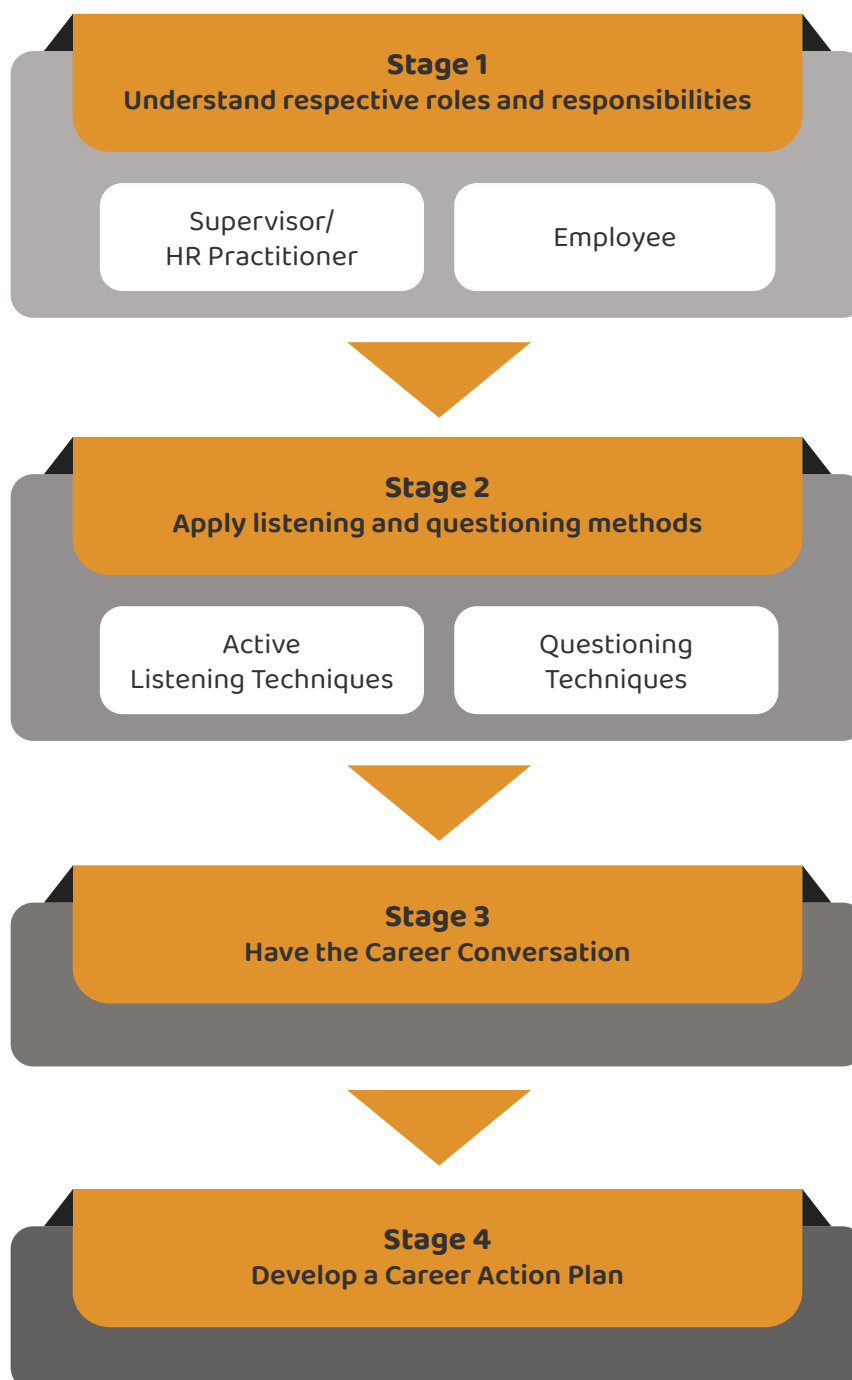 Stage 1
Understand respective roles and responsibilities
Supervisor/
HR Practitioner
Employee
Stage 2
Apply listening and questioning methods
Active
Listening Techniques
Questioning
Techniques
Stage 3
Have the Career Conversation
Stage 4
Develop a Career Action Plan